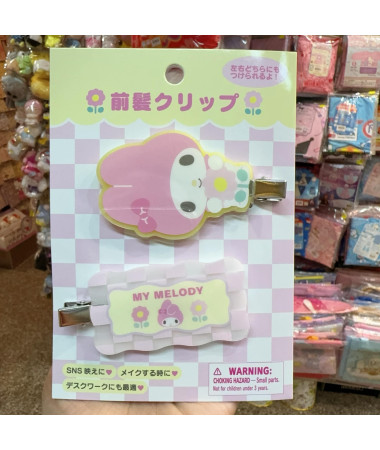 左右どちらにも
つけられるよ！
前髪クリップ
MY MELODY
SNS映えに
メイクする時に
デスクワークにも最適
WARNING:
CHOKING HAZARD — Small parts.
Not for children under 3 years.